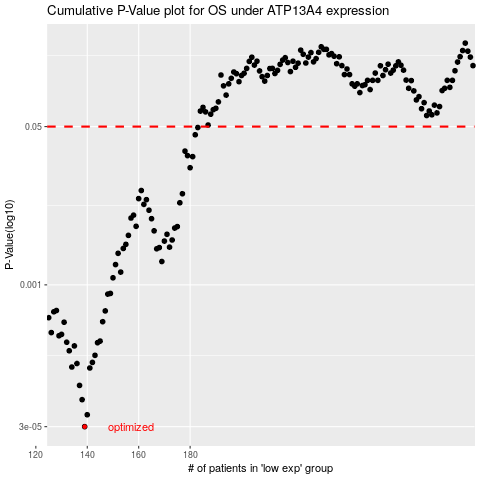 Cumulative P-Value plot for OS under ATP13A4 expression
P-Value(log10)
0.05
0.001
3e-05
optimized
120 140 160 180
# of patients in 'low exp' group